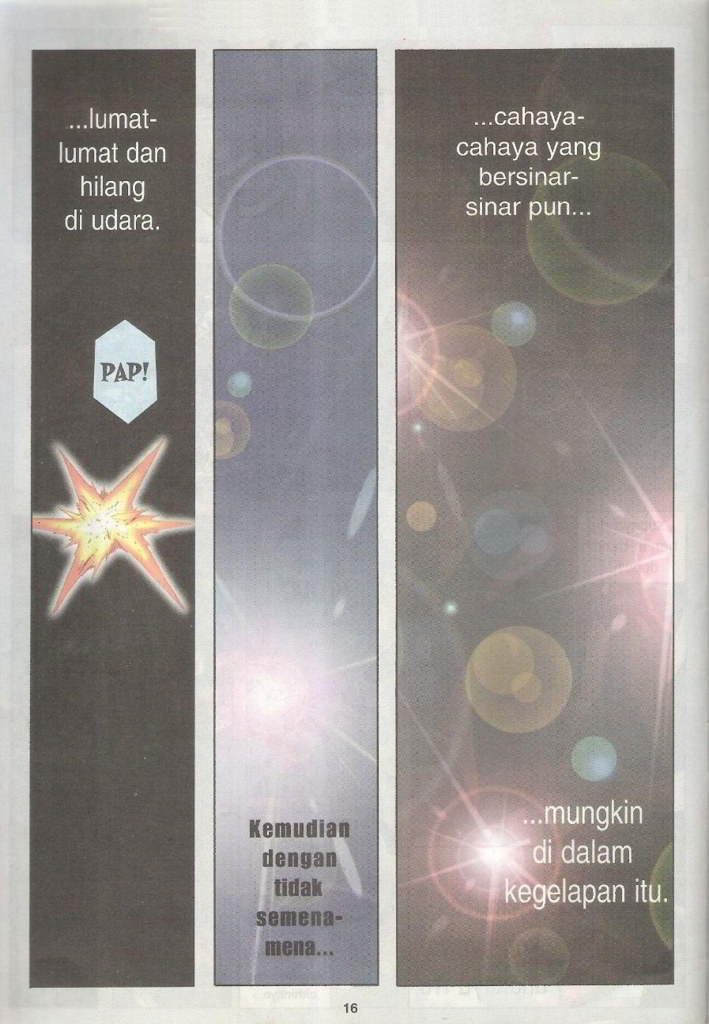 ...lumat-
lumat dan
hilang
di udara.
PAP!
Kemudian
dengan
tidak
semena-
mena...
...cahaya-
cahaya yang
bersinar-
sinar pun...
...mungkin
di dalam
kegelapan itu.
16